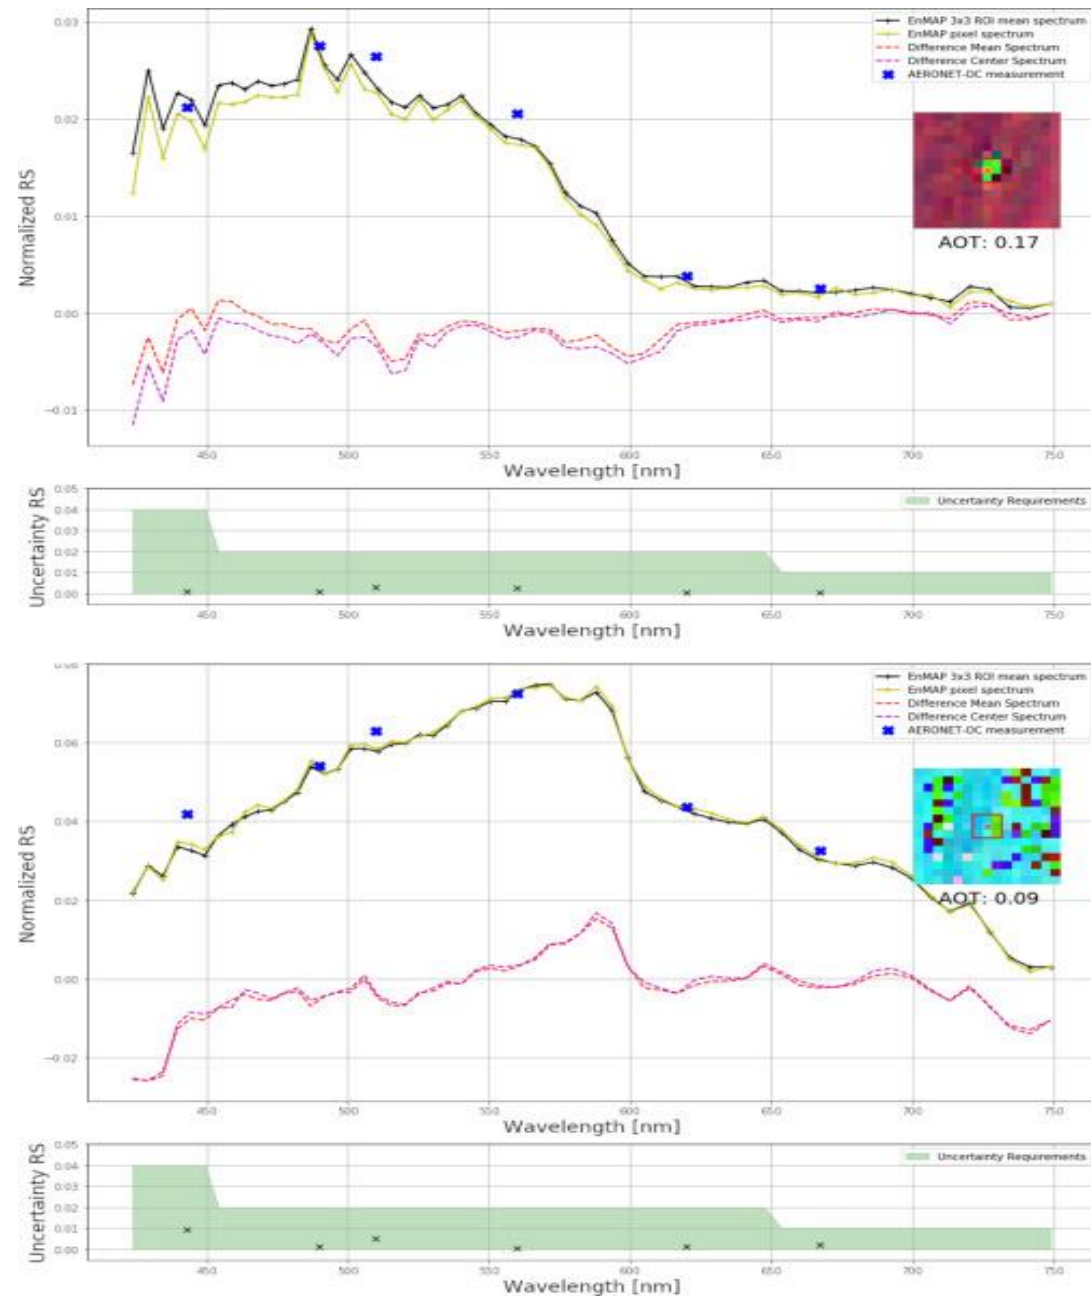 0.03
0.02
0.01
0.00
−0.01
Normalized RS
EnMAP 3x3 ROI mean spectrum
EnMAP pixel spectrum
Difference Mean Spectrum
Difference Center Spectrum
AERONET-OC measurement
AOT: 0.17
450 500 550 600 650 700 750
Wavelength [nm]
0.05
0.04
0.03
0.02
0.01
0.00
Uncertainty RS
Uncertainty Requirements
450 500 550 600 650 700 750
Wavelength [nm]
0.08
0.06
0.04
0.02
0.00
−0.02
Normalized RS
EnMAP 3x3 ROI mean spectrum
EnMAP pixel spectrum
Difference Mean Spectrum
Difference Center Spectrum
AERONET-OC measurement
AOT: 0.09
450 500 550 600 650 700 750
Wavelength [nm]
0.05
0.04
0.03
0.02
0.01
0.00
Uncertainty RS
Uncertainty Requirements
450 500 550 600 650 700 750
Wavelength [nm]